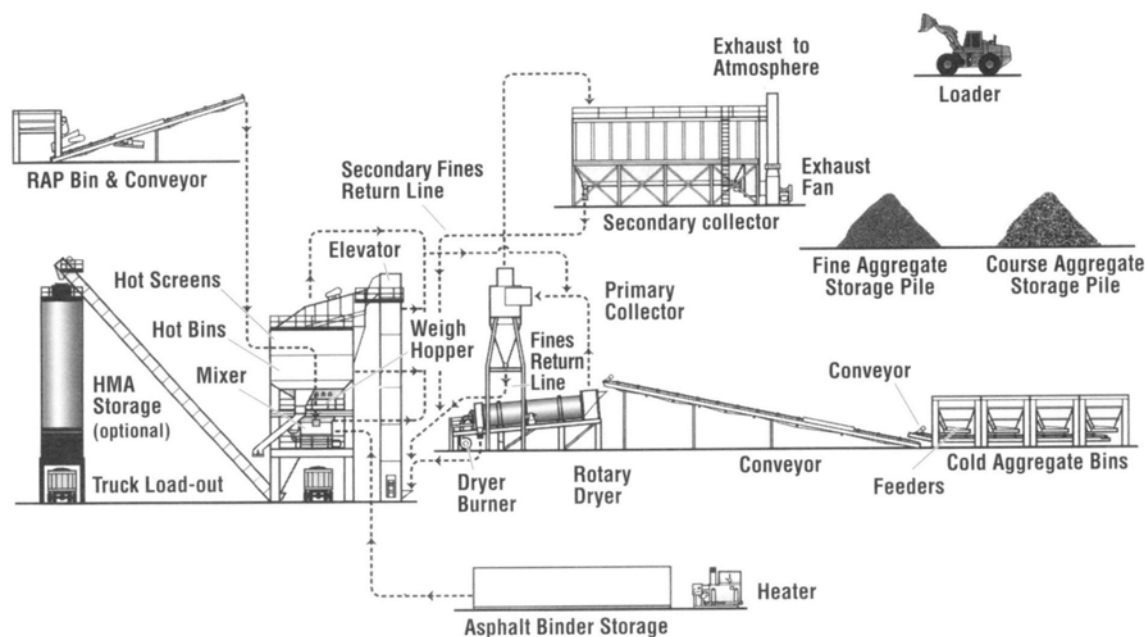 Exhaust to
Atmosphere
Loader
RAP Bin & Conveyor
Secondary Fines
Return Line
Exhaust
Fan
Secondary collector
Elevator
Fine Aggregate
Storage Pile
Course Aggregate
Storage Pile
Hot Screens
Primary
Collector
Hot Bins
Weigh
Hopper
Fines
Return
Line
Mixer
Conveyor
HMA
Storage
(optional)
Truck Load-out
Dryer
Burner
Rotary
Dryer
Conveyor
Feeders
Cold Aggregate Bins
Heater
Asphalt Binder Storage